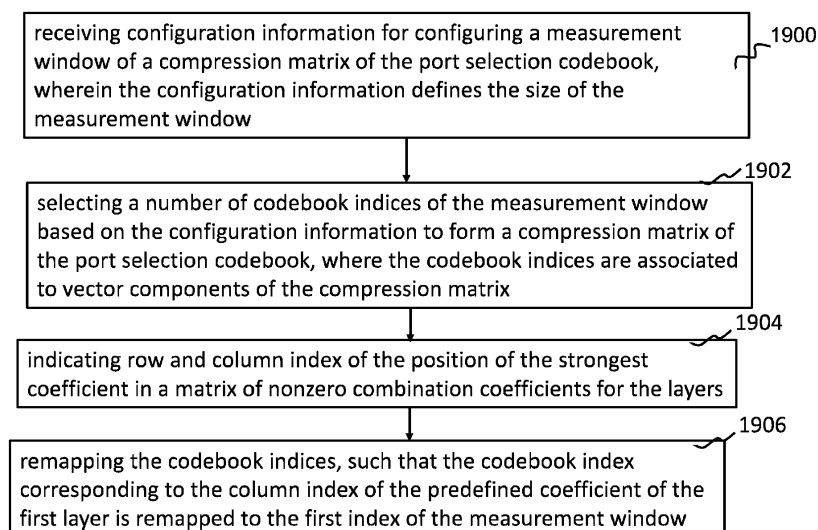 receiving configuration information for configuring a measurement
window of a compression matrix of the port selection codebook,
wherein the configuration information defines the size of the
measurement window
1900
1902
selecting a number of codebook indices of the measurement window
based on the configuration information to form a compression matrix of
the port selection codebook, where the codebook indices are associated
to vector components of the compression matrix
1904
indicating row and column index of the position of the strongest
coefficient in a matrix of nonzero combination coefficients for the layers
1906
remapping the codebook indices, such that the codebook index
corresponding to the column index of the predefined coefficient of the
first layer is remapped to the first index of the measurement window